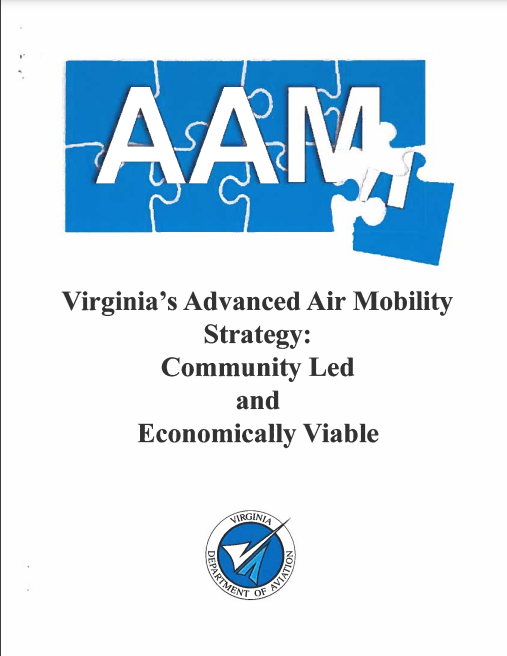 AAM
Virginia's Advanced Air Mobility
Strategy:
Community Led
and
Economically Viable
VIRGINIA
DEPARTMENT OF AVIATION